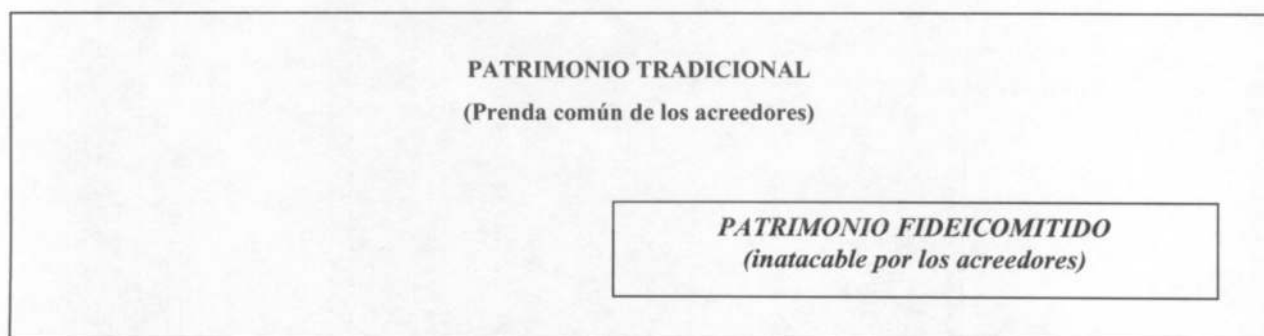 PATRIMONIO TRADICIONAL
(Prenda común de los acreedores)
PATRIMONIO FIDEICOMITIDO
(inatacable por los acreedores)